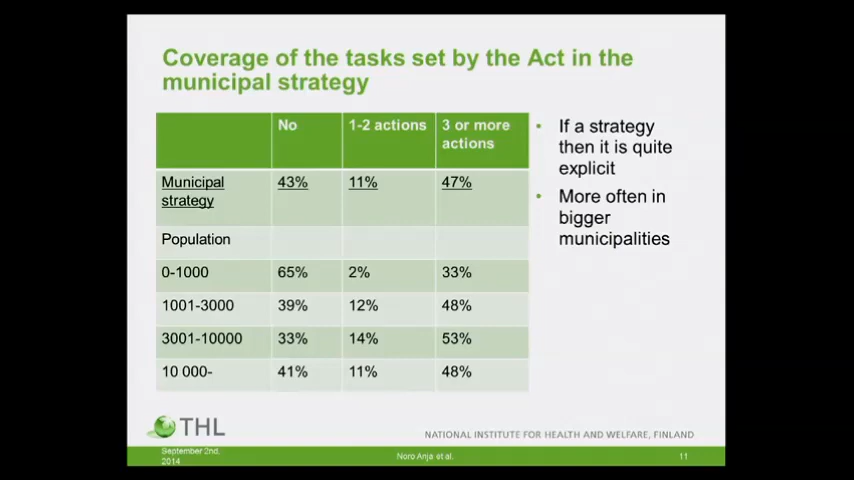 Coverage of the tasks set by the Act in the
municipal strategy
No 1-2 actions 3 or more
actions
Municipal
strategy 43% 11% 47%
Population
0-1000 65% 2% 33%
1001-3000 39% 12% 48%
3001-10000 33% 14% 53%
10 000- 41% 11% 48%
• If a strategy
then it is quite
explicit
• More often in
bigger
municipalities
THL
NATIONAL INSTITUTE FOR HEALTH AND WELFARE, FINLAND
September 2nd,
2014
Noro Anja et al.
11